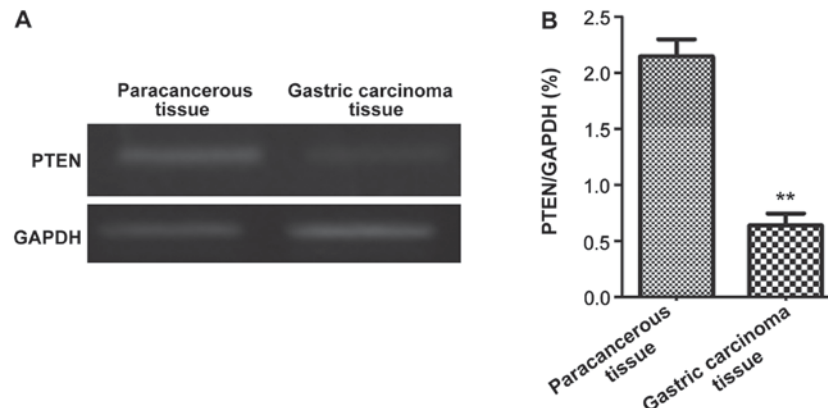 A
Paracancerous
tissue
Gastric carcinoma
tissue
PTEN
GAPDH
B
PTEN/GAPDH (%)
2.5
2.0
1.5
1.0
0.5
0.0
**
Paracancerous
tissue
Gastric carcinoma
tissue